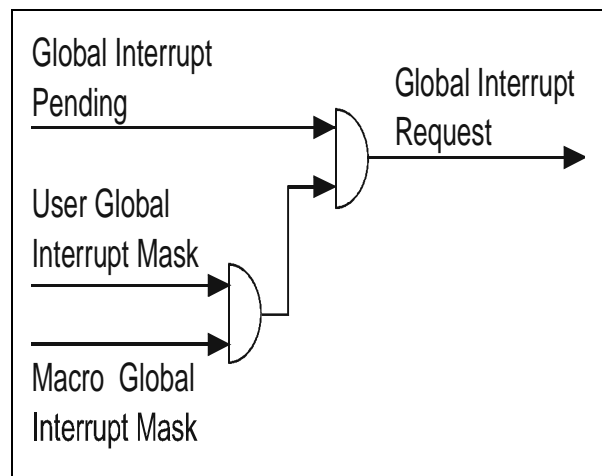 Global Interrupt
Pending
Global Interrupt
Request
User Global
Interrupt Mask
Macro Global
Interrupt Mask